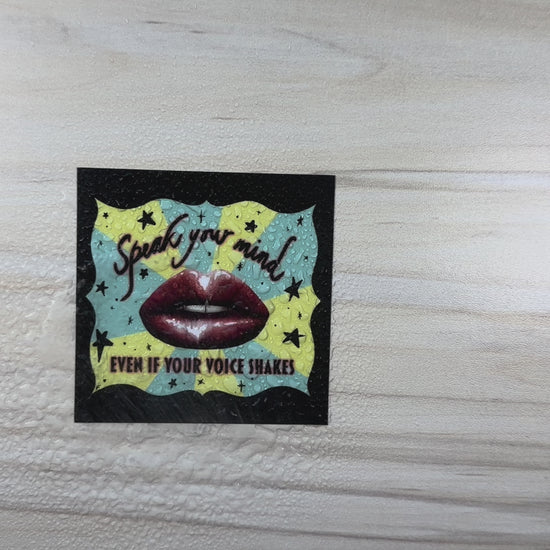 Speak your mind
EVEN IF YOUR VOICE SHAKES